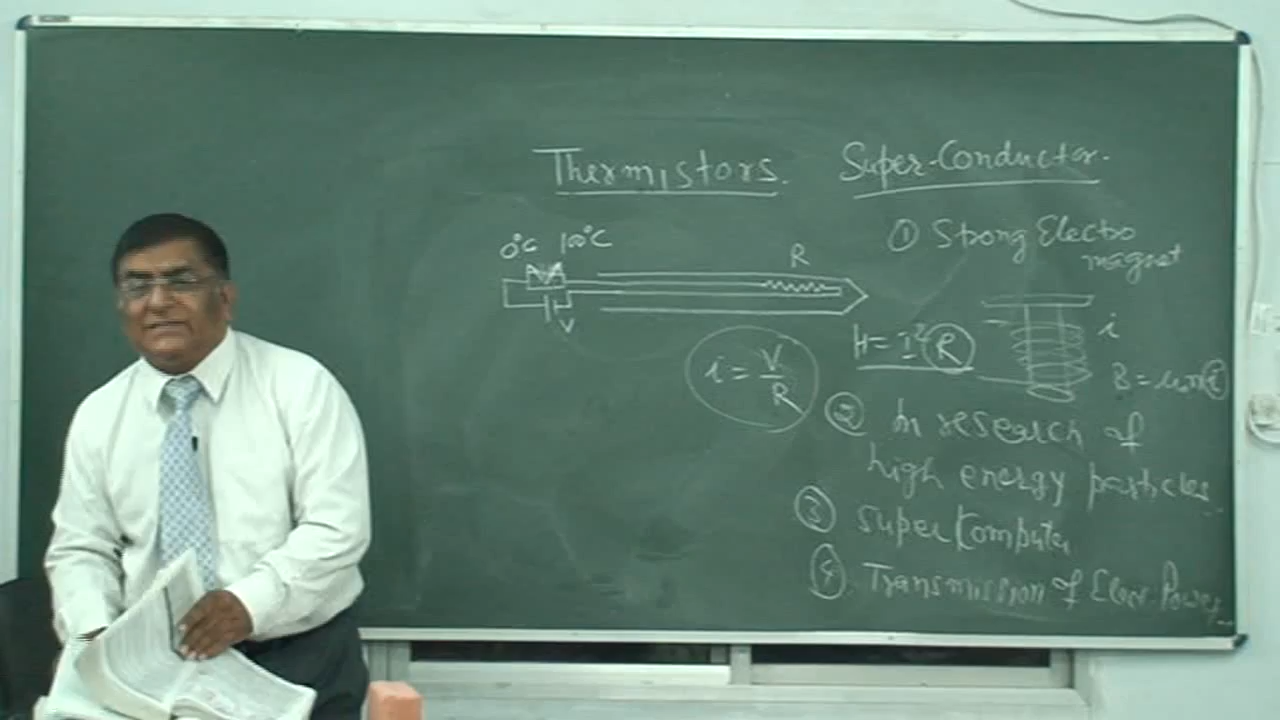 Thermistors.
Super-Conductor.
① Strong Electro
magnet
0°C 100°C
R
V
i
H = I²R
B = μ₀ni
i = V/R
② In research of
high energy particles
③ Super Computer
④ Transmission of Elec. Power